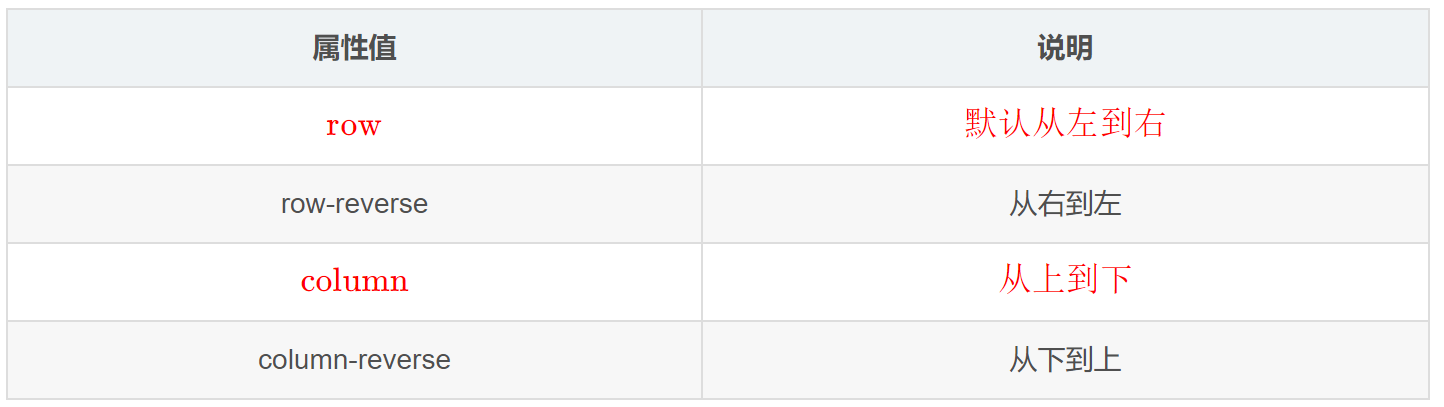 属性值 说明
row 默认从左到右
row-reverse 从右到左
column 从上到下
column-reverse 从下到上